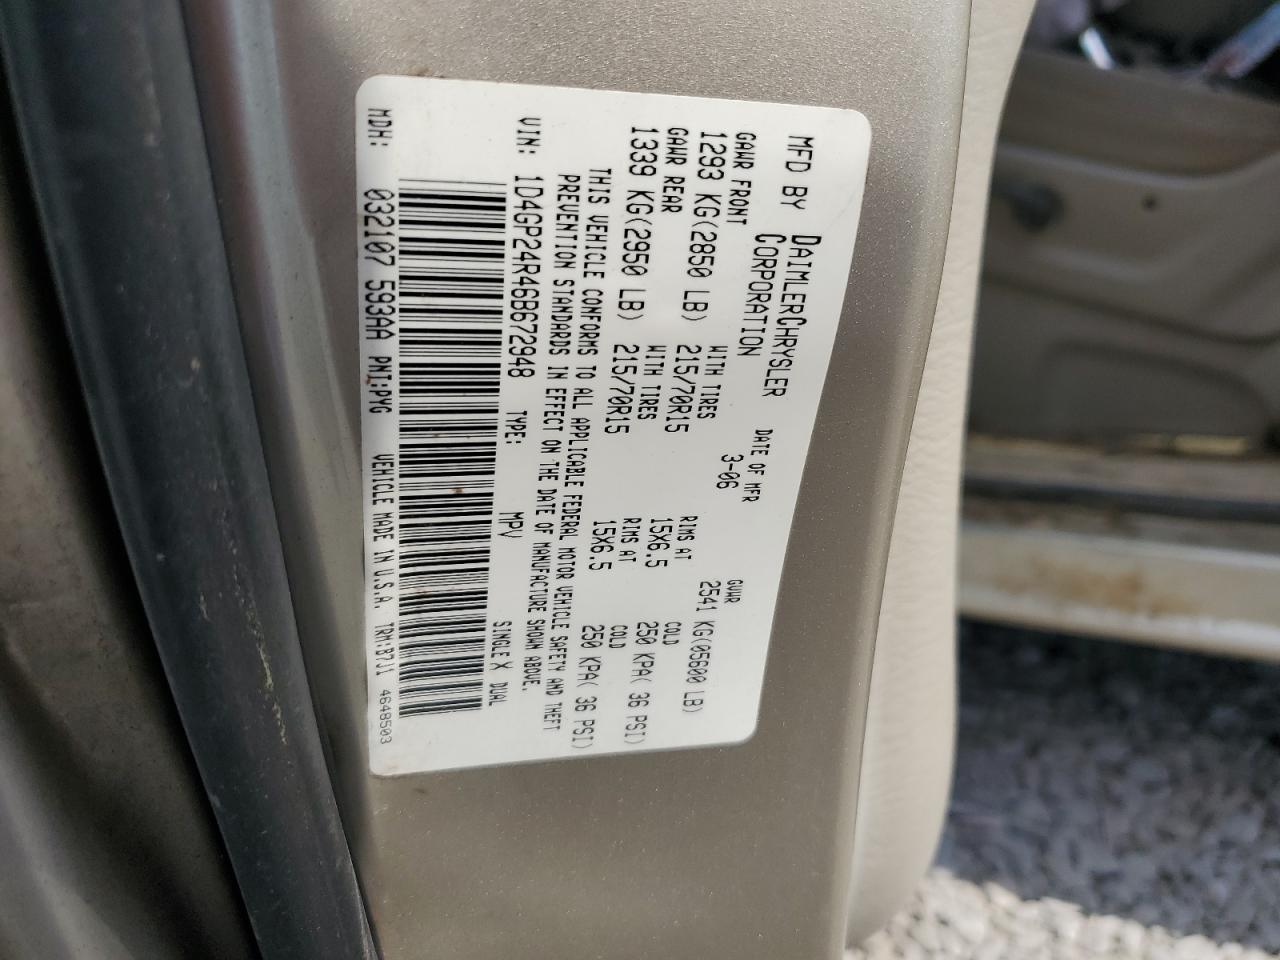 MFD BY DAIMLERCHRYSLER CORPORATION DATE OF MFR 3-06 GVWR 2541 KG(05600 LB)
GAWR FRONT WITH TIRES RIMS AT COLD
1293 KG(2850 LB) 215/70R15 15X6.5 250 KPA( 36 PSI)
GAWR REAR WITH TIRES RIMS AT COLD
1339 KG(2950 LB) 215/70R15 15X6.5 250 KPA( 36 PSI)
THIS VEHICLE CONFORMS TO ALL APPLICABLE FEDERAL MOTOR VEHICLE SAFETY AND THEFT
PREVENTION STANDARDS IN EFFECT ON THE DATE OF MANUFACTURE SHOWN ABOVE.
VIN: 1D4GP24R46B672948 TYPE: MPV SINGLE X DUAL
MDH: 032107 593AA PNT:PYG VEHICLE MADE IN U.S.A. TRM:B7J1 4648503